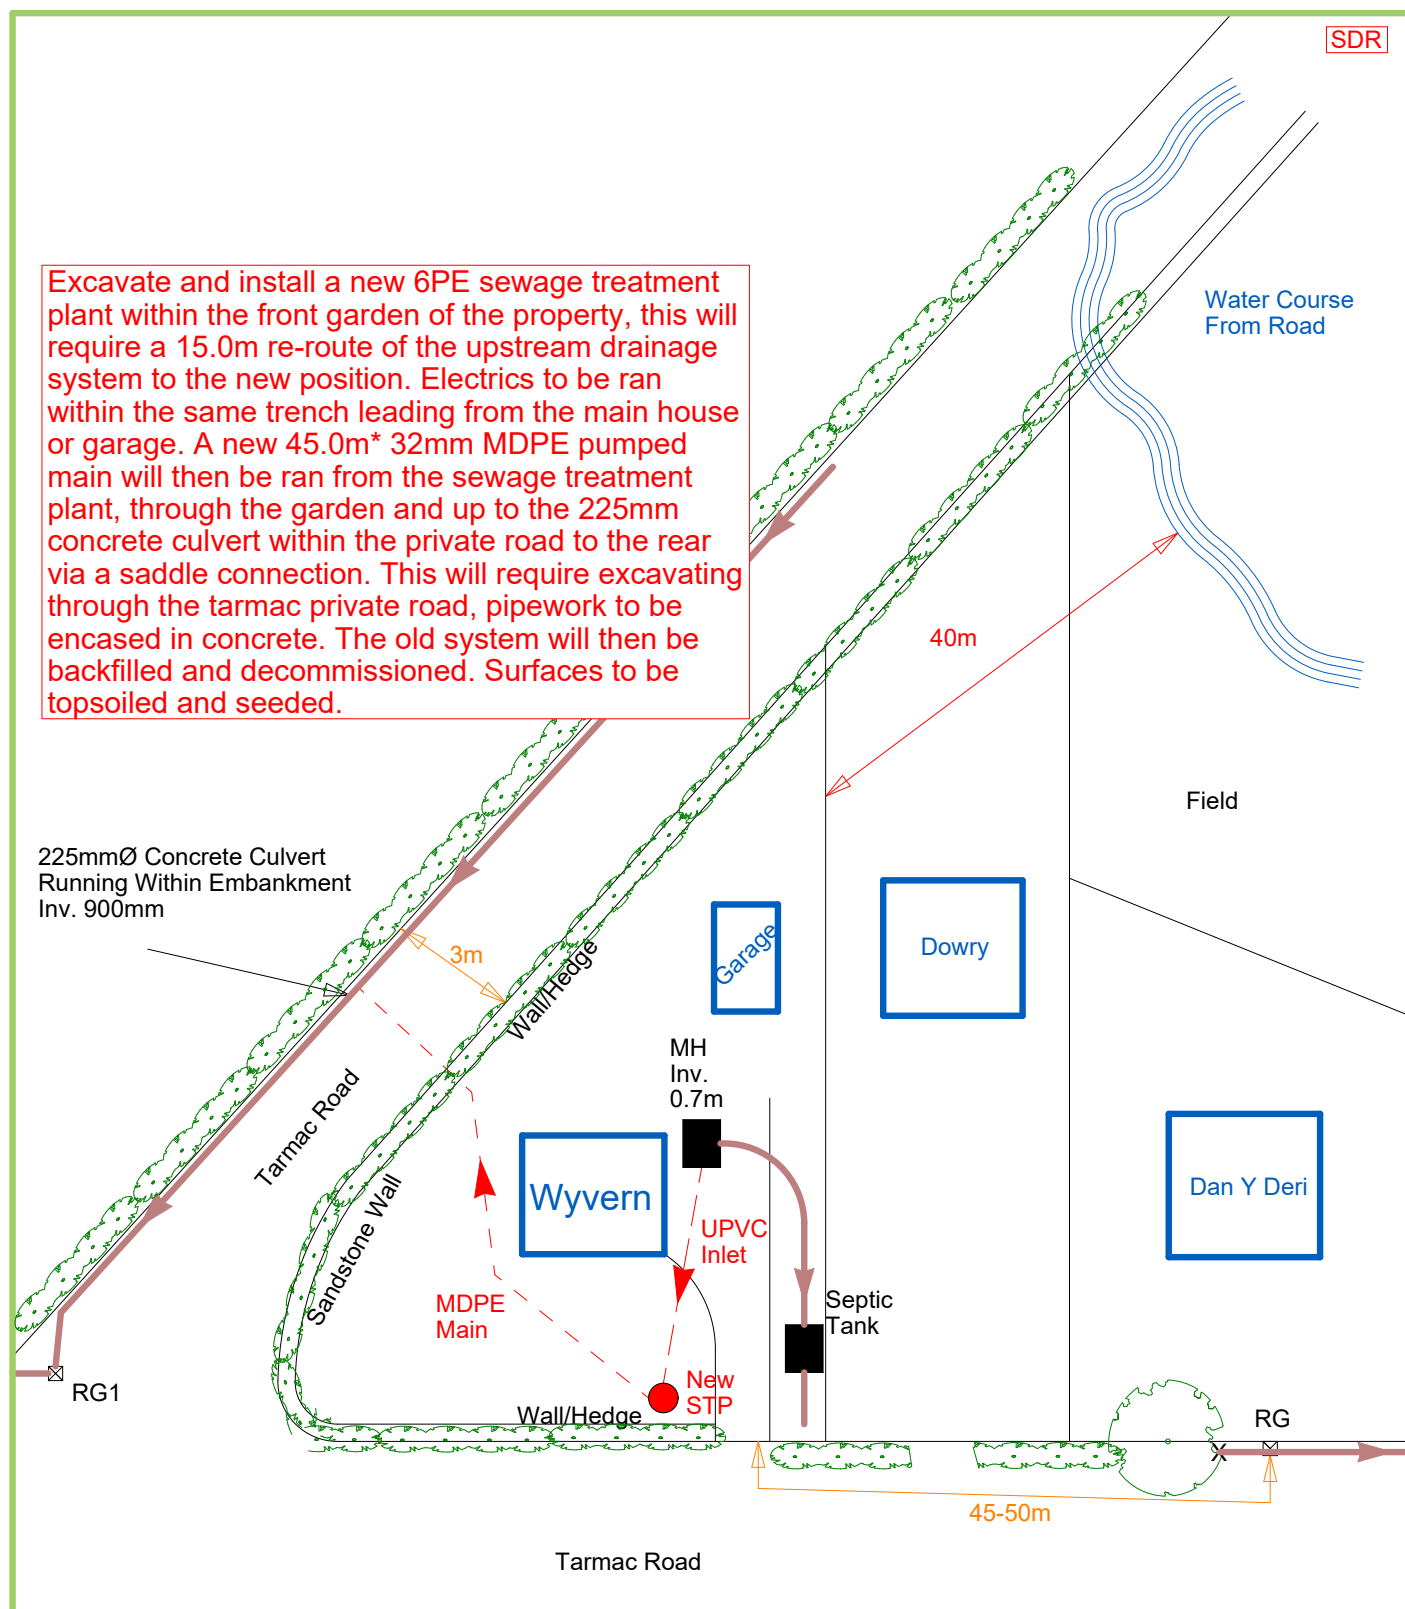 SDR
Excavate and install a new 6PE sewage treatment
plant within the front garden of the property, this will
require a 15.0m re-route of the upstream drainage
system to the new position. Electrics to be ran
within the same trench leading from the main house
or garage. A new 45.0m* 32mm MDPE pumped
main will then be ran from the sewage treatment
plant, through the garden and up to the 225mm
concrete culvert within the private road to the rear
via a saddle connection. This will require excavating
through the tarmac private road, pipework to be
encased in concrete. The old system will then be
backfilled and decommissioned. Surfaces to be
topsoiled and seeded.
Water Course
From Road
40m
Field
225mmØ Concrete Culvert
Running Within Embankment
Inv. 900mm
3m
Wall/Hedge
Garage
Dowry
MH
Inv.
0.7m
Tarmac Road
Sandstone Wall
Wyvern
UPVC
Inlet
Dan Y Deri
MDPE
Main
Septic
Tank
RG1
New
STP
Wall/Hedge
RG
X
45-50m
Tarmac Road